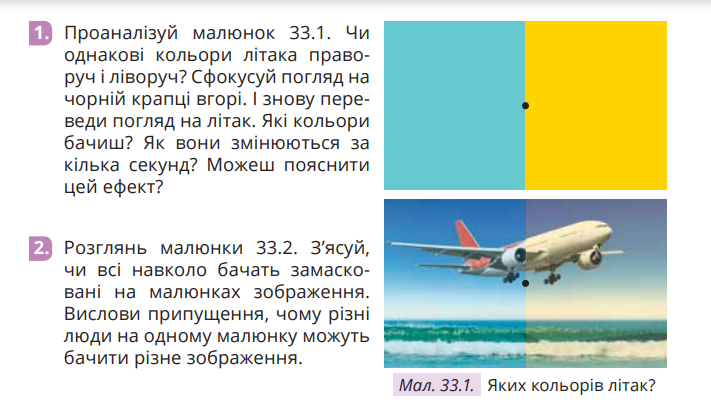 1. Проаналізуй малюнок 33.1. Чи
однакові кольори літака право-
руч і ліворуч? Сфокусуй погляд на
чорній крапці вгорі. І знову пере-
веди погляд на літак. Які кольори
бачиш? Як вони змінюються за
кілька секунд? Можеш пояснити
цей ефект?
2. Розглянь малюнки 33.2. З’ясуй,
чи всі навколо бачать замаско-
вані на малюнках зображення.
Вислови припущення, чому різні
люди на одному малюнку можуть
бачити різне зображення.
Мал. 33.1. Яких кольорів літак?